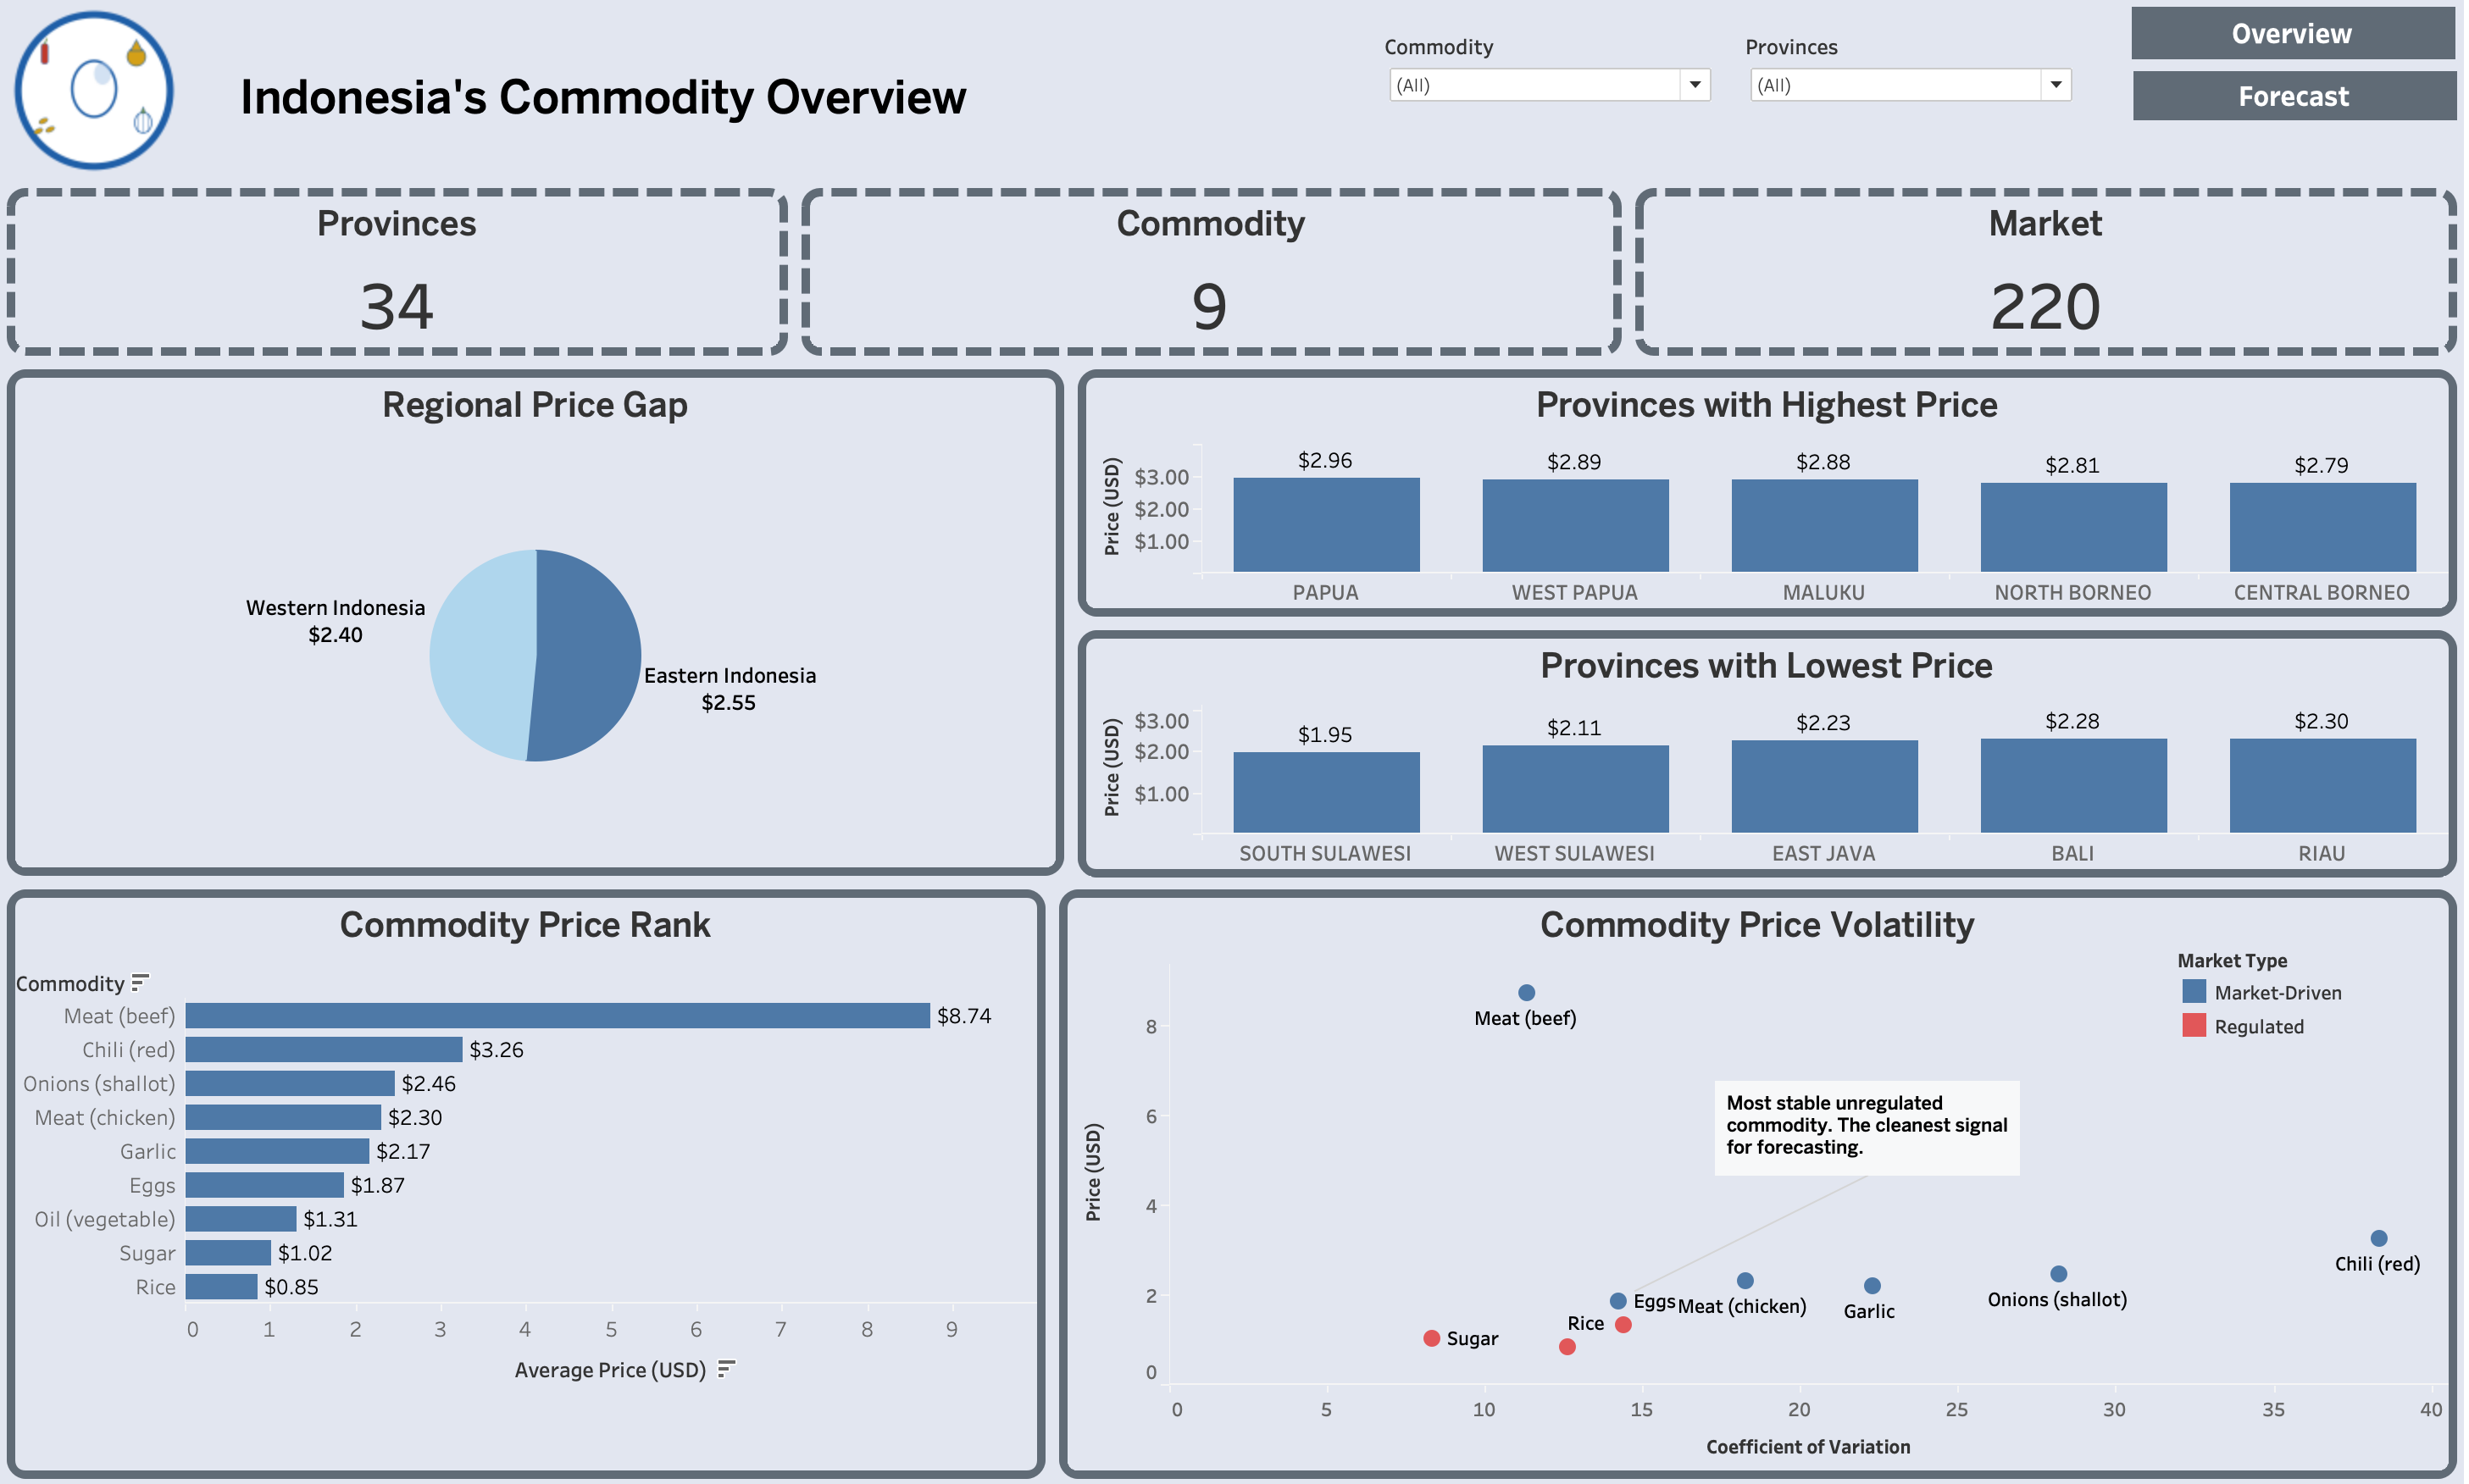 Indonesia's Commodity Overview
Commodity
(All)
Provinces
(All)
Overview
Forecast
Provinces
34
Commodity
9
Market
220
Regional Price Gap
Western Indonesia
$2.40
Eastern Indonesia
$2.55
Provinces with Highest Price
Price (USD)
$3.00
$2.00
$1.00
$2.96
$2.89
$2.88
$2.81
$2.79
PAPUA
WEST PAPUA
MALUKU
NORTH BORNEO
CENTRAL BORNEO
Provinces with Lowest Price
Price (USD)
$3.00
$2.00
$1.00
$1.95
$2.11
$2.23
$2.28
$2.30
SOUTH SULAWESI
WEST SULAWESI
EAST JAVA
BALI
RIAU
Commodity Price Rank
Commodity
Meat (beef) $8.74
Chili (red) $3.26
Onions (shallot) $2.46
Meat (chicken) $2.30
Garlic $2.17
Eggs $1.87
Oil (vegetable) $1.31
Sugar $1.02
Rice $0.85
0 1 2 3 4 5 6 7 8 9
Average Price (USD)
Commodity Price Volatility
Market Type
Market-Driven
Regulated
Price (USD)
8
6
4
2
0
Meat (beef)
Most stable unregulated
commodity. The cleanest signal
for forecasting.
Chili (red)
Onions (shallot)
Garlic
Meat (chicken)
Eggs
Rice
Sugar
0 5 10 15 20 25 30 35 40
Coefficient of Variation